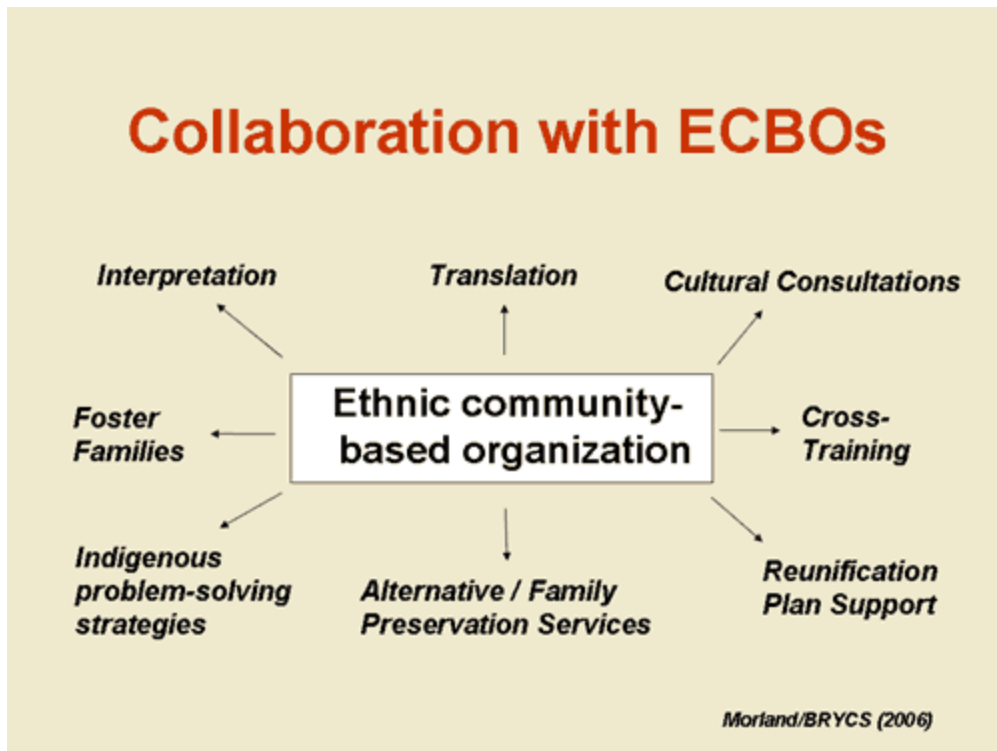 Collaboration with ECBOs
Interpretation
Translation
Cultural Consultations
Ethnic community-
based organization
Foster
Families
Cross-
Training
Indigenous
problem-solving
strategies
Alternative / Family
Preservation Services
Reunification
Plan Support
Morland/BRYCS (2006)